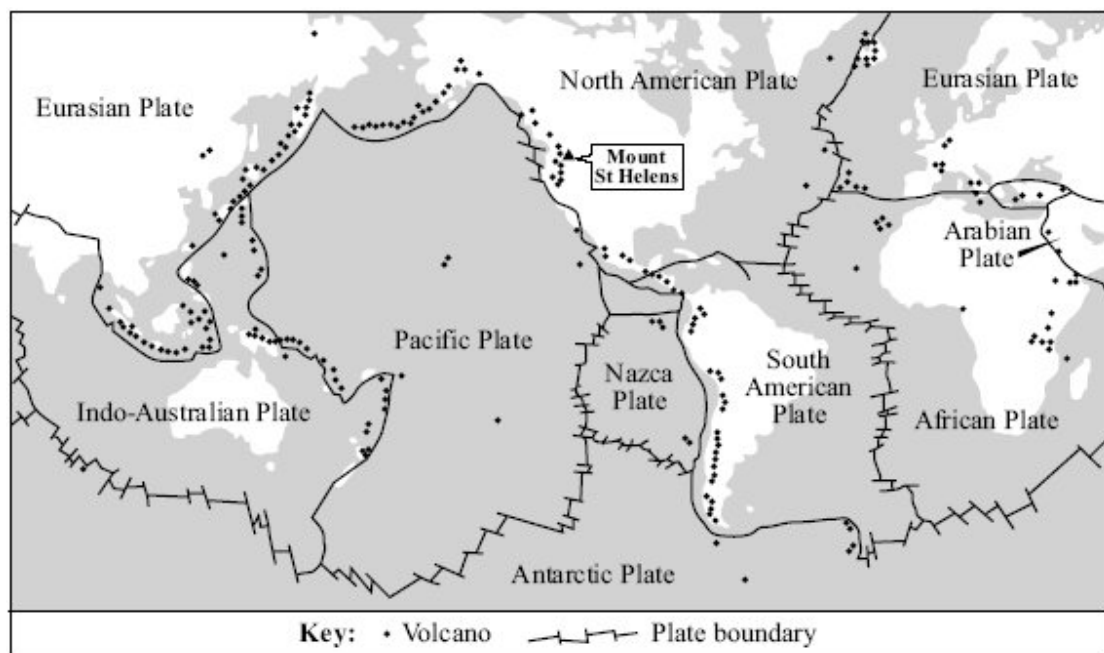 North American Plate
Eurasian Plate
Eurasian Plate
Mount
St Helens
Arabian
Plate
Pacific Plate
Nazca
Plate
South
American
Plate
Indo-Australian Plate
African Plate
Antarctic Plate
Key: Volcano Plate boundary